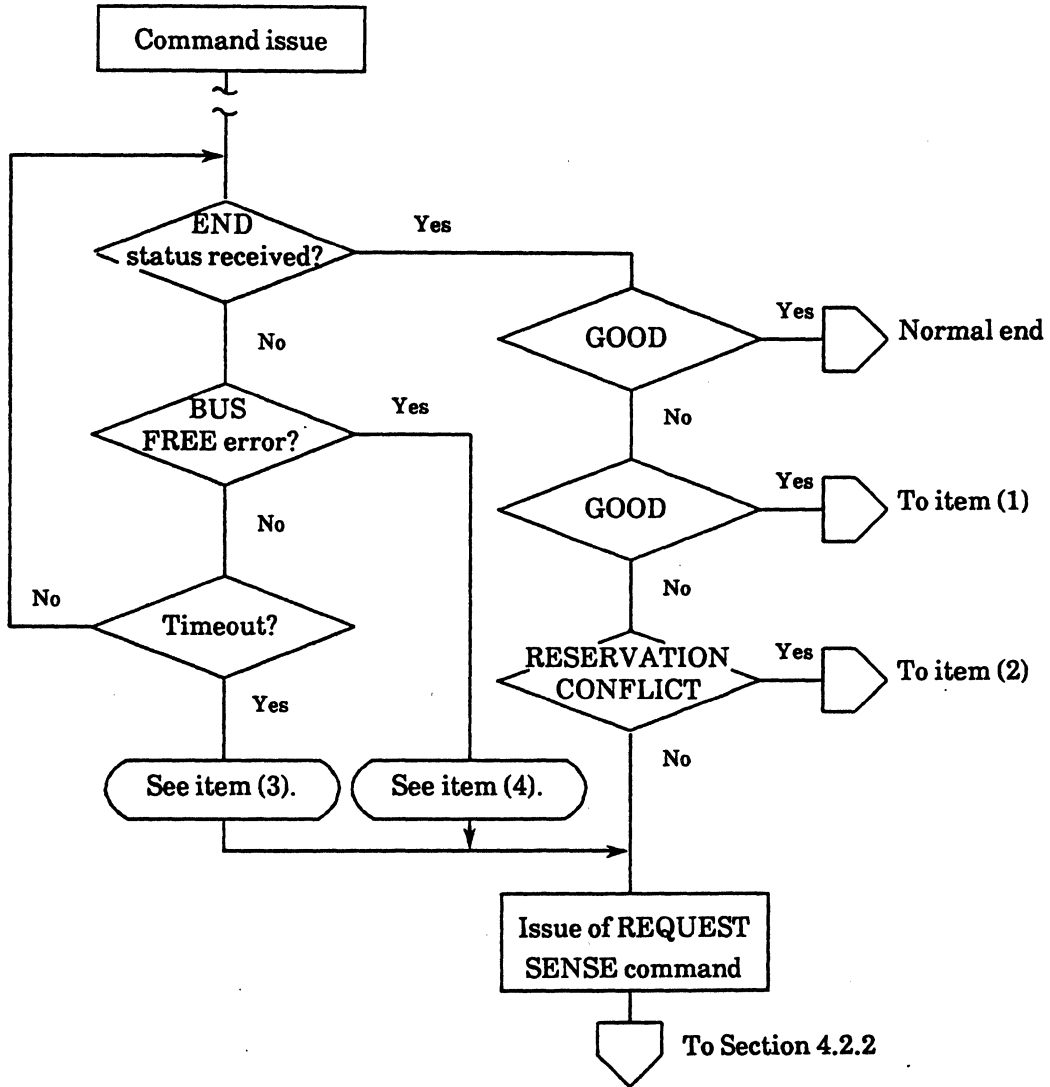 Command issue
END
status received?
Yes
No
GOOD
Yes
Normal end
No
BUS
FREE error?
Yes
No
GOOD
Yes
To item (1)
No
Timeout?
No
Yes
RESERVATION
CONFLICT
Yes
To item (2)
No
See item (3).
See item (4).
Issue of REQUEST
SENSE command
To Section 4.2.2